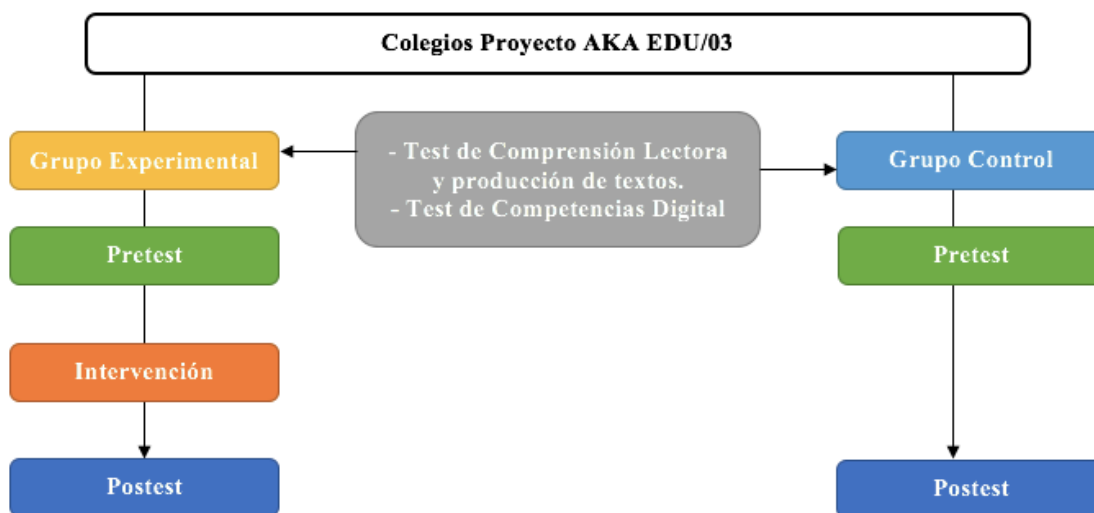 Colegios Proyecto AKA EDU/03
Grupo Experimental
- Test de Comprensión Lectora
y producción de textos.
- Test de Competencias Digital
Grupo Control
Pretest
Pretest
Intervención
Postest
Postest